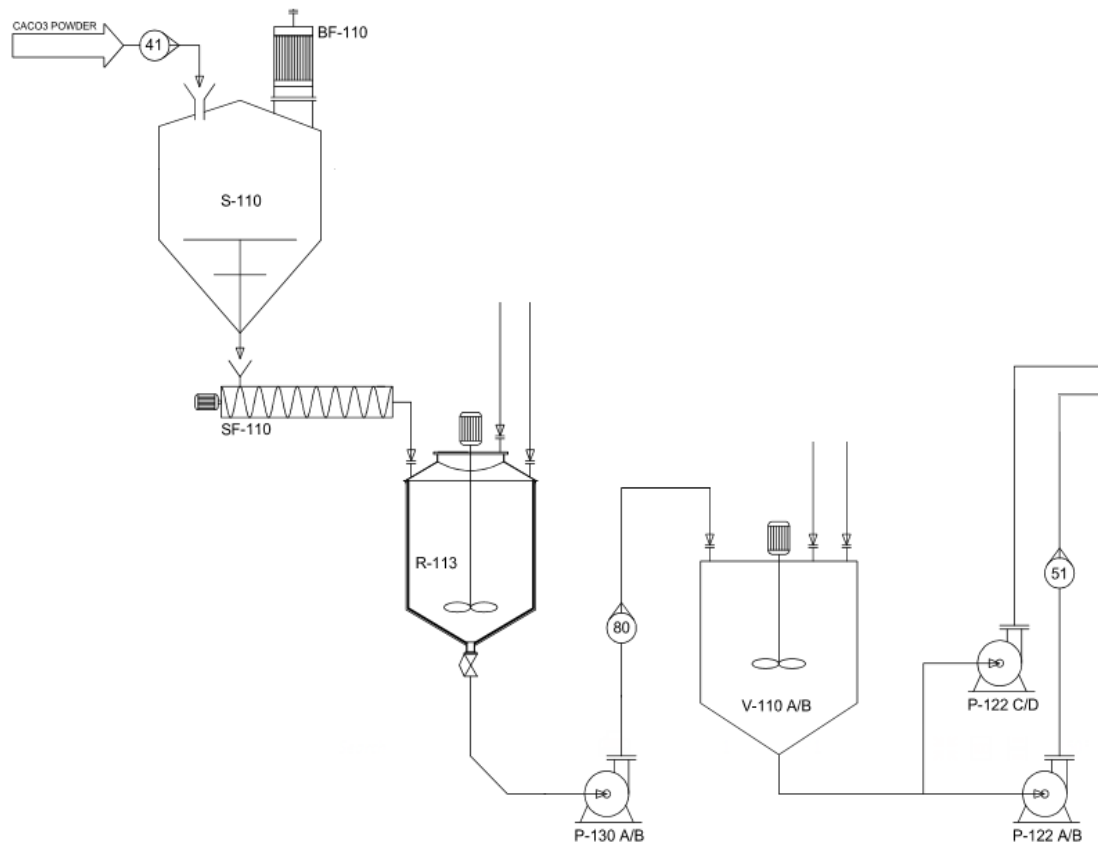 CACO3 POWDER
41
BF-110
S-110
SF-110
R-113
80
51
V-110 A/B
P-122 C/D
P-130 A/B
P-122 A/B